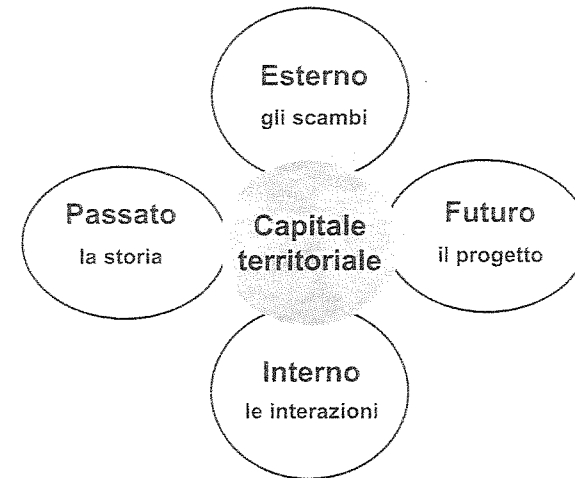 Esterno
gli scambi
Passato
la storia
Capitale
territoriale
Futuro
il progetto
Interno
le interazioni